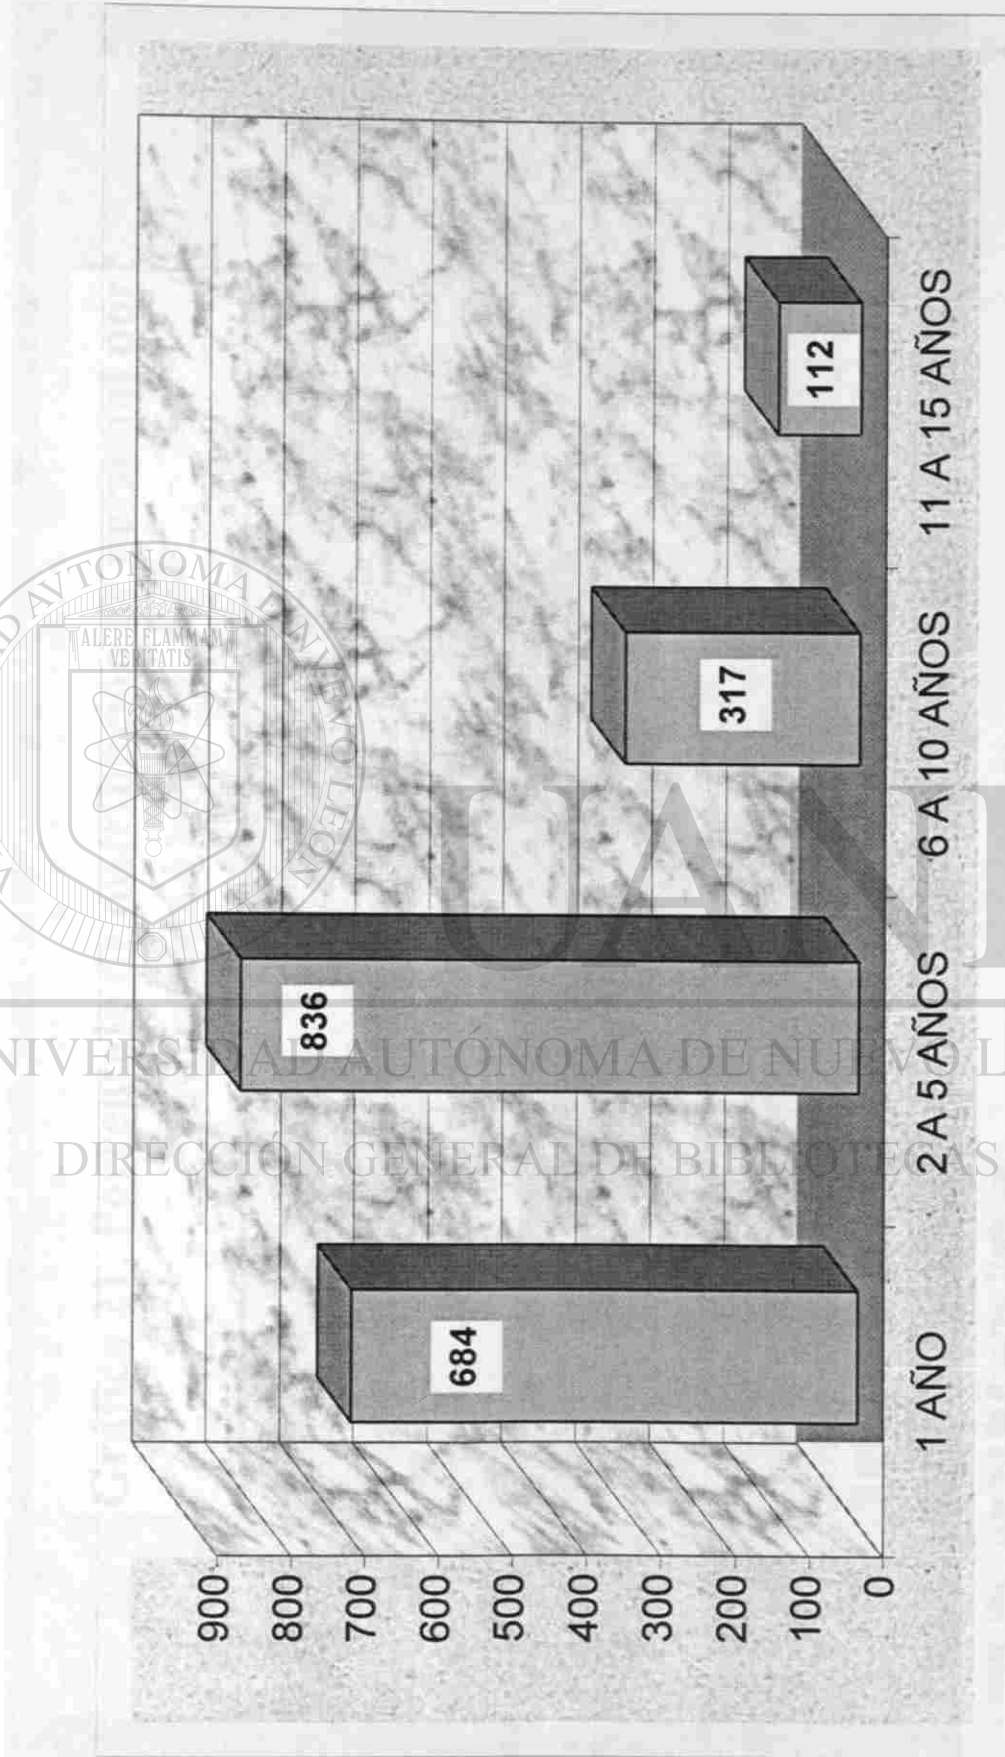 900
800
700
600
500
400
300
200
100
0
684
836
317
112
1 AÑO
2 A 5 AÑOS
6 A 10 AÑOS
11 A 15 AÑOS
ALERE FLAMMAM
VERITATIS
UAN
AUTÓNOMA DE NUEVO
DIRECCIÓN GENERAL DE BIBLIOTECAS